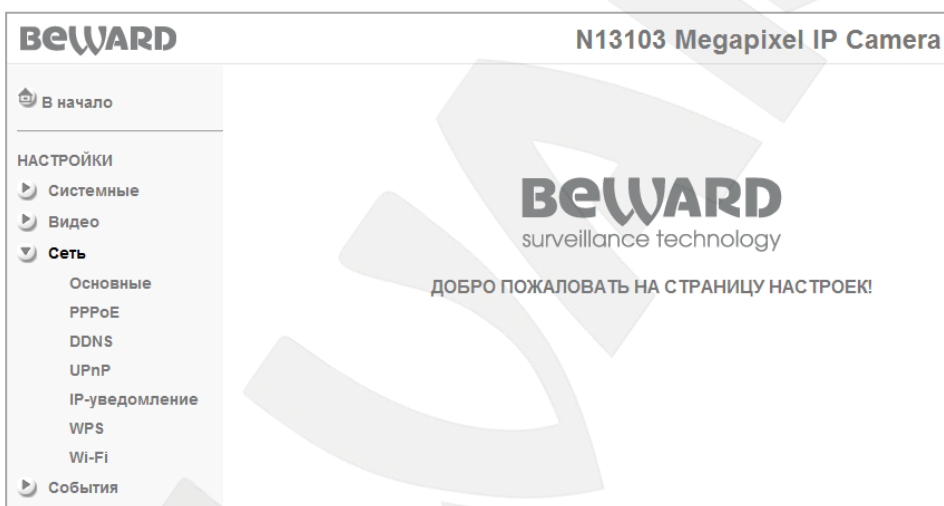 BEWARD
N13103 Megapixel IP Camera
В начало
НАСТРОЙКИ
Системные
Видео
Сеть
Основные
PPPoE
DDNS
UPnP
IP-уведомление
WPS
Wi-Fi
События
BEWARD
surveillance technology
ДОБРО ПОЖАЛОВАТЬ НА СТРАНИЦУ НАСТРОЕК!